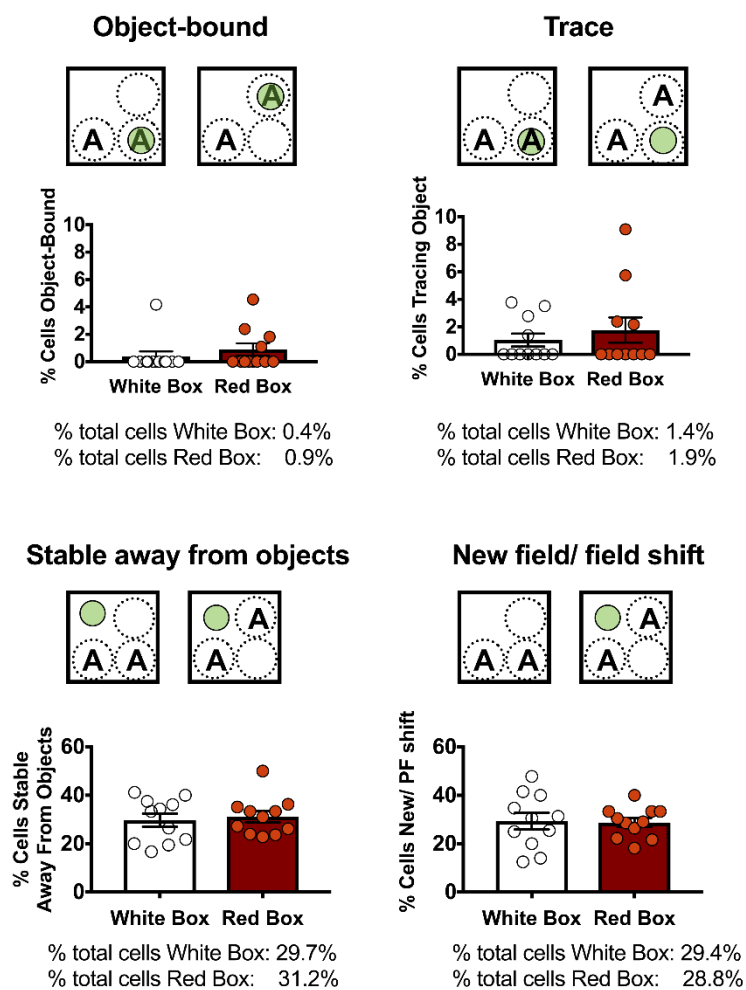 Object-bound
Trace
A A
A A
A A
A A
% Cells Object-Bound
10
8
6
4
2
0
White Box Red Box
% Cells Tracing Object
10
8
6
4
2
0
White Box Red Box
% total cells White Box: 0.4%
% total cells Red Box: 0.9%
% total cells White Box: 1.4%
% total cells Red Box: 1.9%
Stable away from objects
New field/ field shift
A A
A A
A A
A A
% Cells Stable
Away From Objects
60
40
20
0
White Box Red Box
% Cells New/ PF shift
60
40
20
0
White Box Red Box
% total cells White Box: 29.7%
% total cells Red Box: 31.2%
% total cells White Box: 29.4%
% total cells Red Box: 28.8%